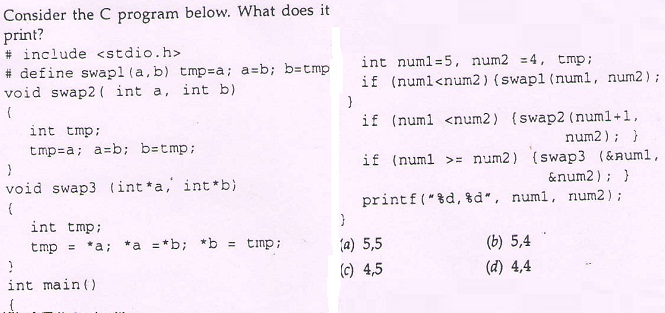 Consider the C program below. What does it
print?
# include <stdio.h>
# define swapl (a,b) tmp=a; a=b; b=tmp
void swap2 ( int a, int b)
{
int tmp;
tmp=a; a=b; b=tmp;
}
void swap3 (int*a, int*b)
{
int tmp;
tmp = *a; *a =*b; *b = tmp;
}
int main()
{
int num1=5, num2 =4, tmp;
if (num1<num2) {swap1 (num1, num2);
}
if (num1 <num2) {swap2 (num1+1,
num2); }
if (num1 >= num2) {swap3 (&num1,
&num2); }
printf("%d,%d", num1, num2);
}
(a) 5,5 (b) 5,4
(c) 4,5 (d) 4,4